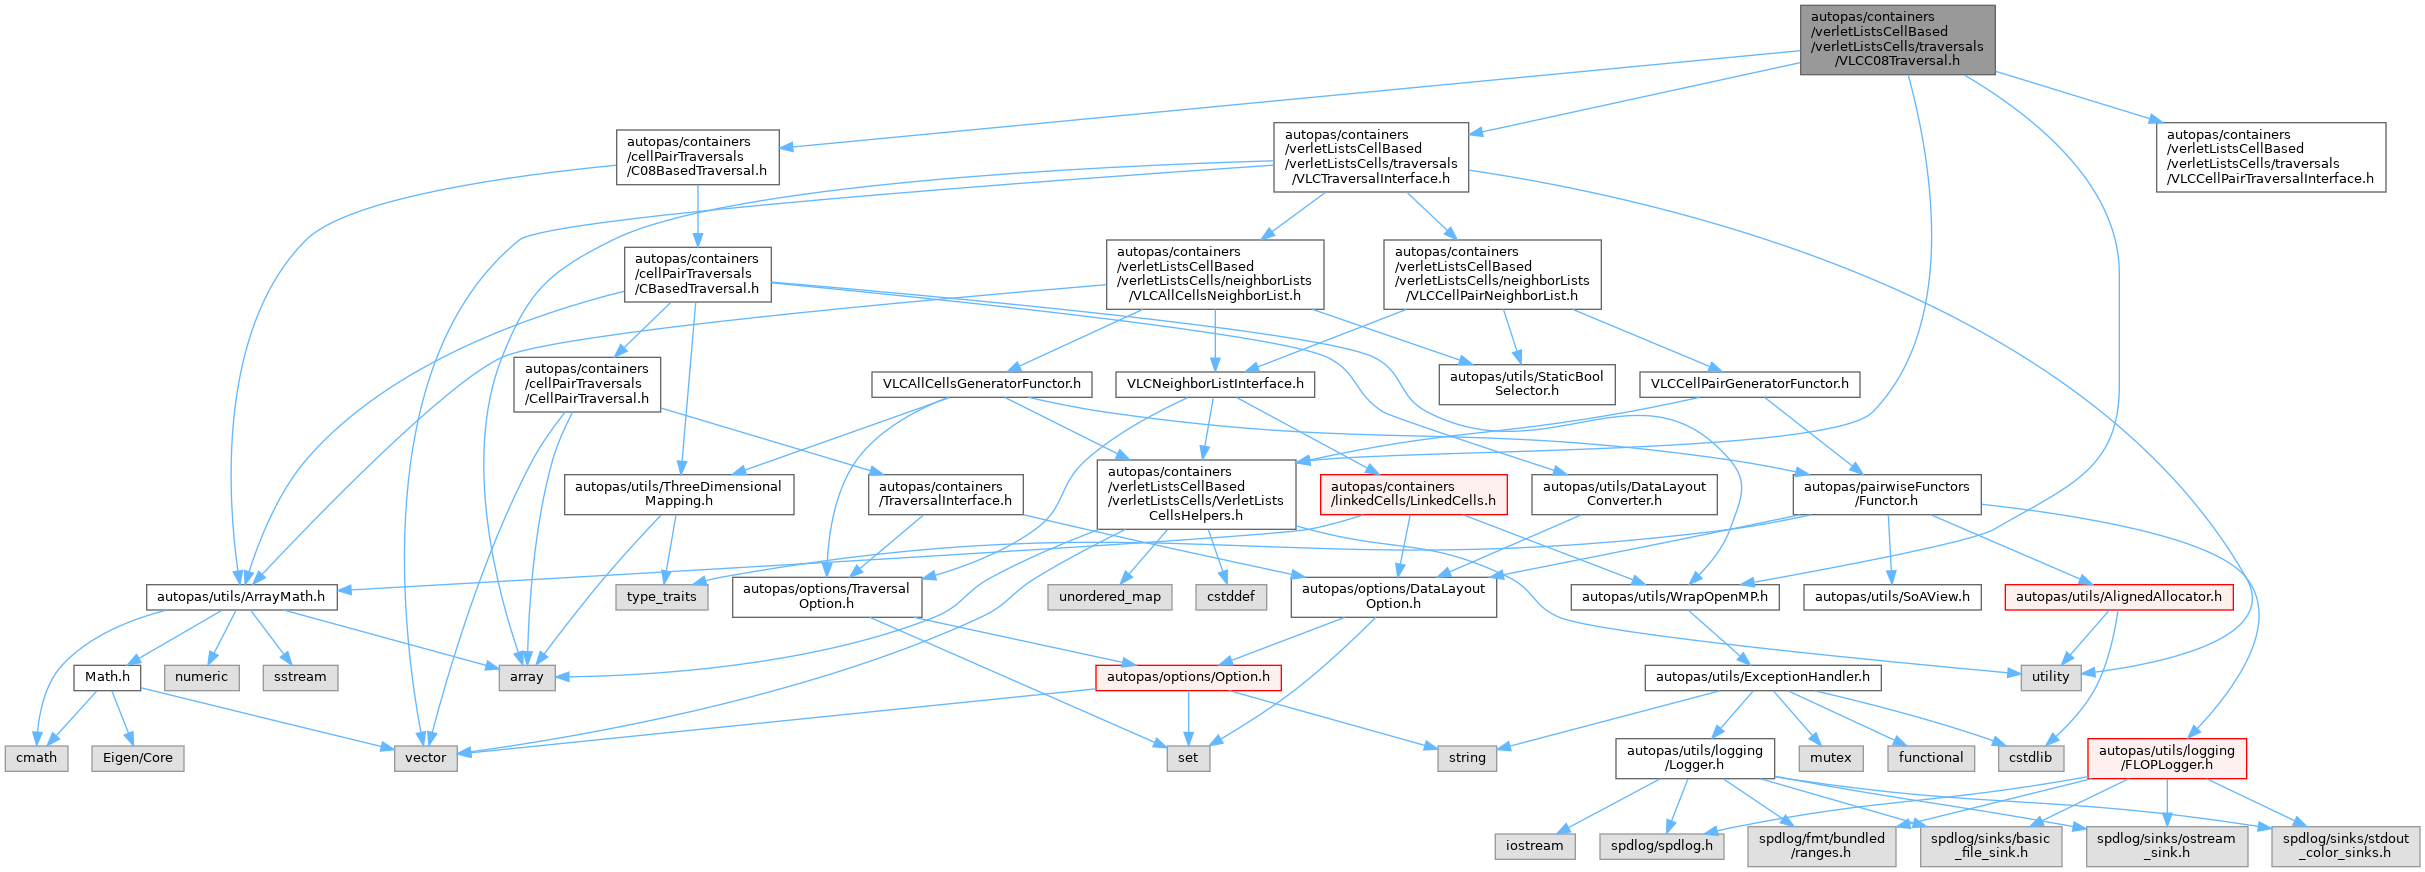 autopas/containers
/verletListsCellBased
/verletListsCells/traversals
/VLCC08Traversal.h
autopas/containers
/cellPairTraversals
/C08BasedTraversal.h
autopas/containers
/verletListsCellBased
/verletListsCells/traversals
/VLCTraversalInterface.h
autopas/containers
/verletListsCellBased
/verletListsCells/traversals
/VLCCellPairTraversalInterface.h
autopas/containers
/cellPairTraversals
/CBasedTraversal.h
autopas/containers
/verletListsCellBased
/verletListsCells/neighborLists
/VLCAllCellsNeighborList.h
autopas/containers
/verletListsCellBased
/verletListsCells/neighborLists
/VLCCellPairNeighborList.h
autopas/containers
/cellPairTraversals
/CellPairTraversal.h
VLCAllCellsGeneratorFunctor.h
VLCNeighborListInterface.h
autopas/utils/StaticBool
Selector.h
VLCCellPairGeneratorFunctor.h
autopas/utils/ThreeDimensional
Mapping.h
autopas/containers
/TraversalInterface.h
autopas/containers
/verletListsCellBased
/verletListsCells/VerletLists
CellsHelpers.h
autopas/containers
/linkedCells/LinkedCells.h
autopas/utils/DataLayout
Converter.h
autopas/pairwiseFunctors
/Functor.h
autopas/utils/ArrayMath.h
type_traits
autopas/options/Traversal
Option.h
unordered_map
cstddef
autopas/options/DataLayout
Option.h
autopas/utils/WrapOpenMP.h
autopas/utils/SoAView.h
autopas/utils/AlignedAllocator.h
Math.h
numeric
sstream
array
autopas/options/Option.h
autopas/utils/ExceptionHandler.h
utility
cmath
Eigen/Core
vector
set
string
autopas/utils/logging
/Logger.h
mutex
functional
cstdlib
autopas/utils/logging
/FLOPLogger.h
iostream
spdlog/spdlog.h
spdlog/fmt/bundled
/ranges.h
spdlog/sinks/basic
_file_sink.h
spdlog/sinks/ostream
_sink.h
spdlog/sinks/stdout
_color_sinks.h